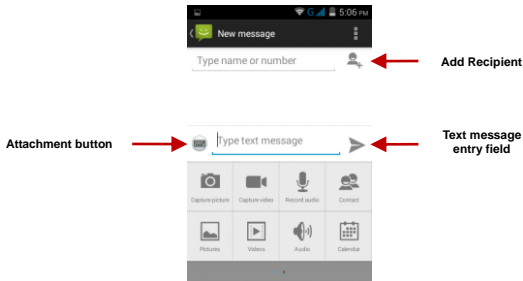 G 5:06 PM
New message
Type name or number
Add Recipient
Attachment button
Type text message
Text message
entry field
Capture picture Capture video Record audio Contact
Pictures Videos Audio Calendar